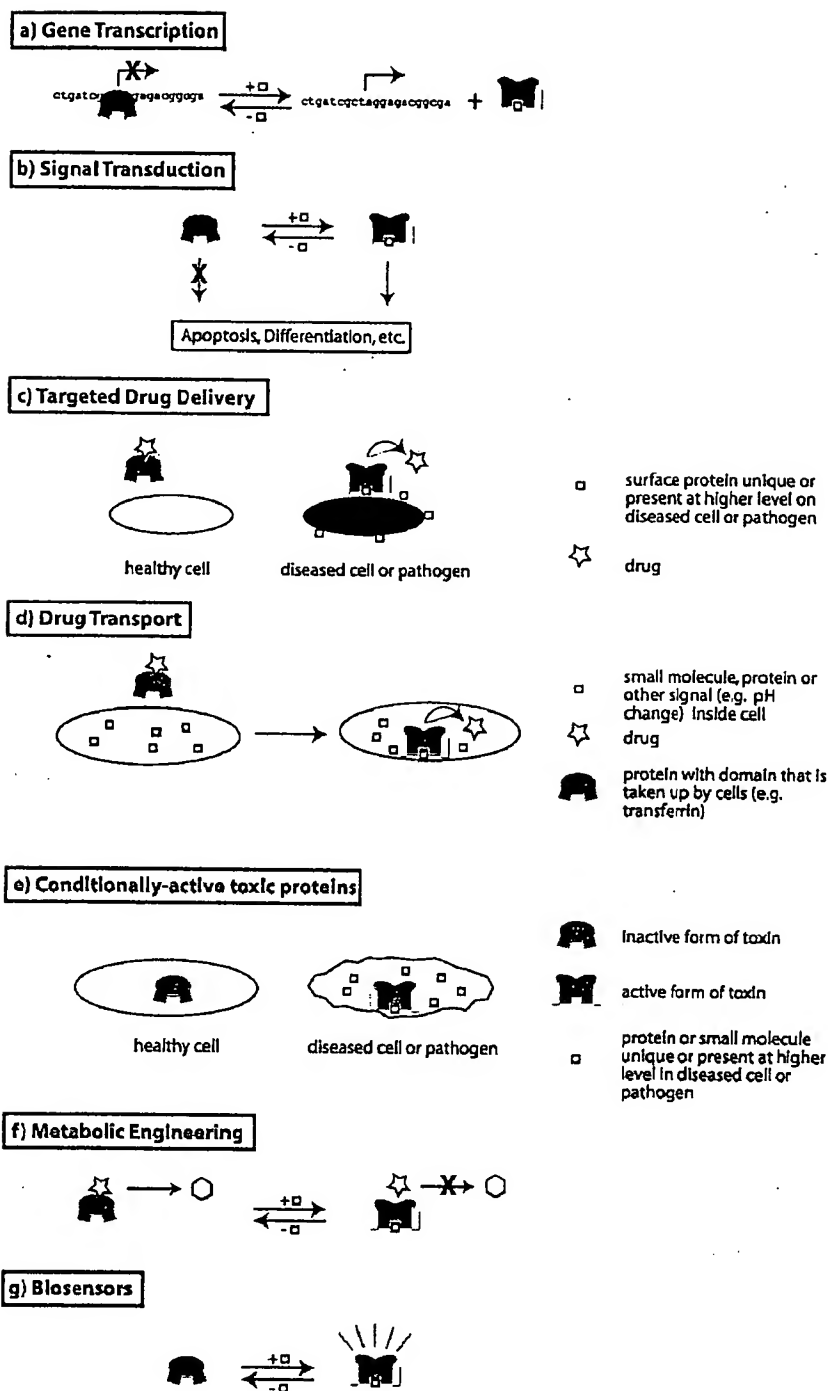 a) Gene Transcription
X
ctgatcg gagacggcga
+□
-□
ctgatcgctaggagacggcga
+
b) Signal Transduction
+□
-□
X
Apoptosis, Differentiation, etc.
c) Targeted Drug Delivery
healthy cell
diseased cell or pathogen
surface protein unique or
present at higher level on
diseased cell or pathogen
drug
d) Drug Transport
small molecule, protein or
other signal (e.g. pH
change) inside cell
drug
protein with domain that is
taken up by cells (e.g.
transferrin)
e) Conditionally-active toxic proteins
healthy cell
diseased cell or pathogen
inactive form of toxin
active form of toxin
protein or small molecule
unique or present at higher
level in diseased cell or
pathogen
f) Metabolic Engineering
+□
-□
X
g) Biosensors
+□
-□